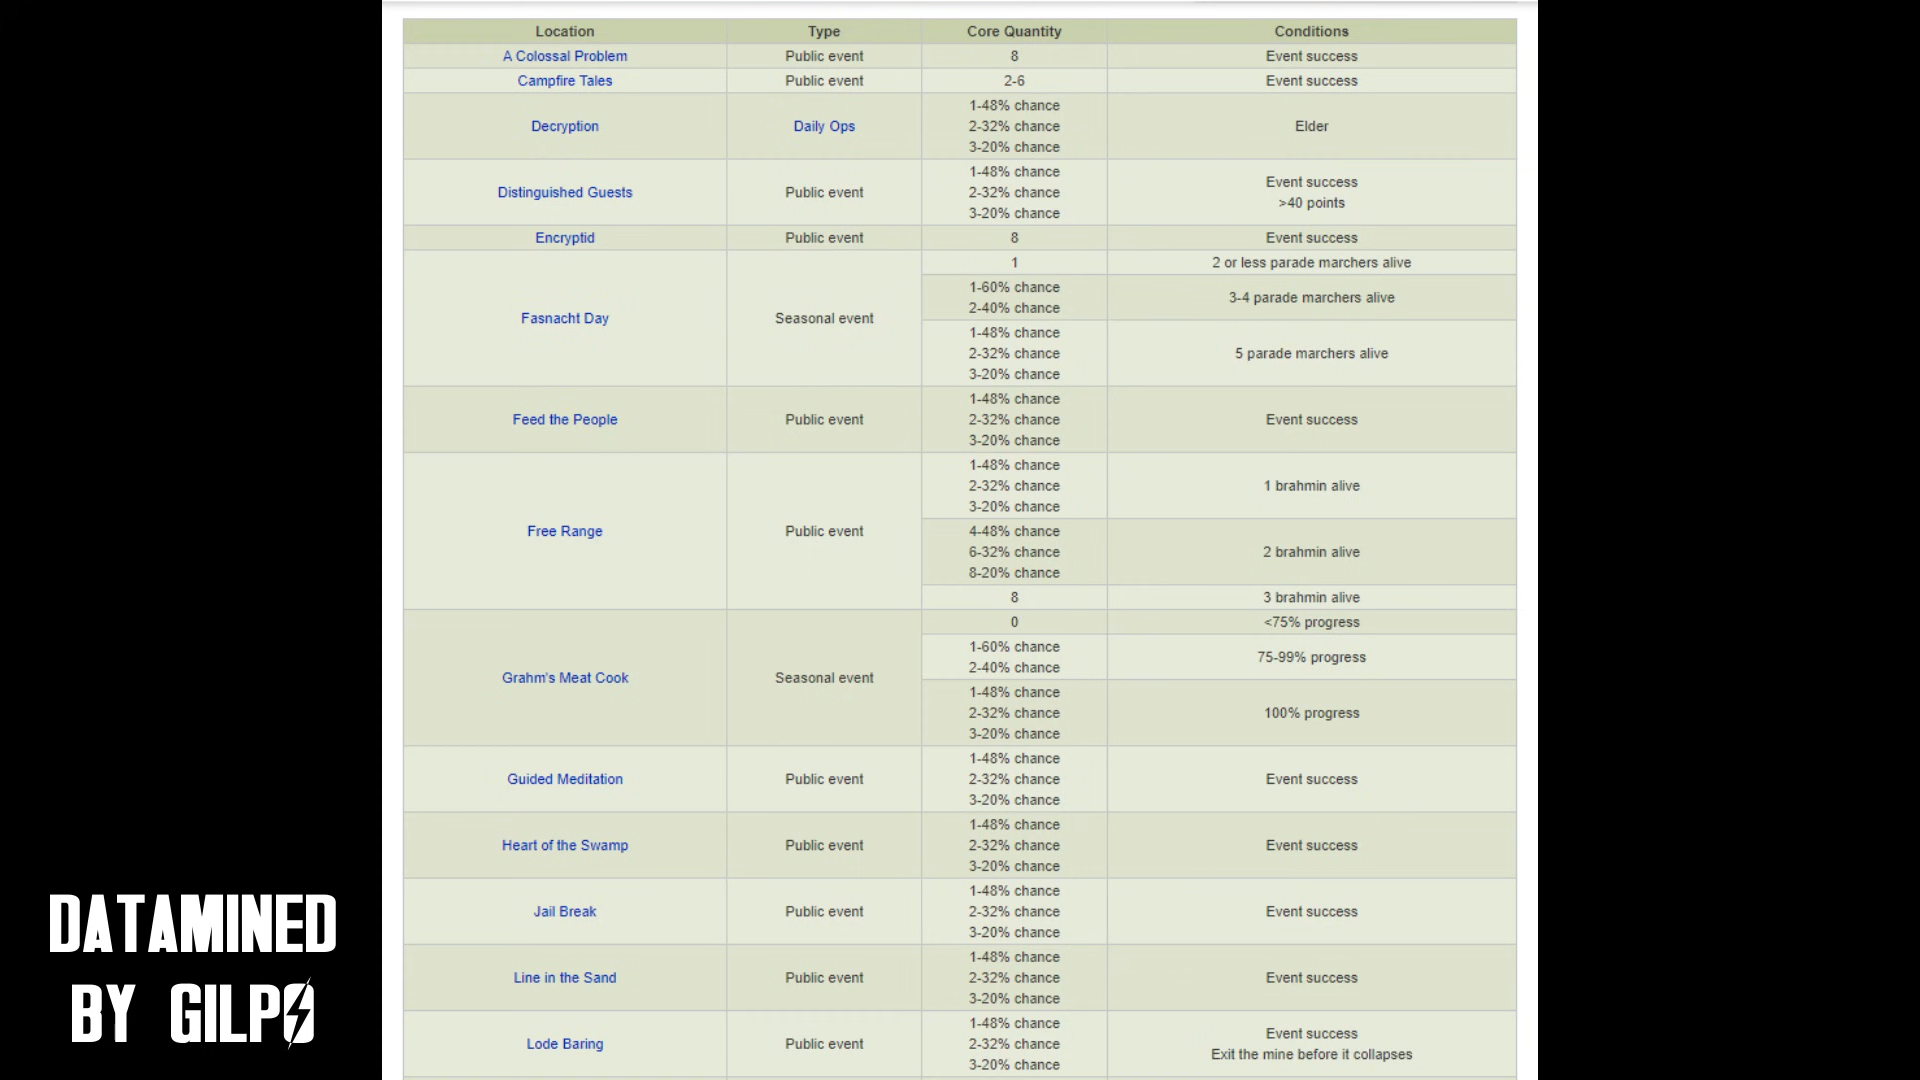 Location Type Core Quantity Conditions
A Colossal Problem Public event 8 Event success
Campfire Tales Public event 2-6 Event success
1-48% chance
Decryption Daily Ops 2-32% chance Elder
3-20% chance
1-48% chance
Distinguished Guests Public event 2-32% chance Event success
>40 points
3-20% chance
Encryptid Public event 8 Event success
Fasnacht Day Seasonal event
1 2 or less parade marchers alive
1-60% chance
2-40% chance
3-4 parade marchers alive
1-48% chance
2-32% chance 5 parade marchers alive
3-20% chance
1-48% chance
Feed the People Public event 2-32% chance Event success
3-20% chance
Free Range Public event
1-48% chance
2-32% chance 1 brahmin alive
3-20% chance
4-48% chance
6-32% chance 2 brahmin alive
8-20% chance
8 3 brahmin alive
Grahm's Meat Cook Seasonal event
0 <75% progress
1-60% chance
2-40% chance
75-99% progress
1-48% chance
2-32% chance 100% progress
3-20% chance
1-48% chance
Guided Meditation Public event 2-32% chance Event success
3-20% chance
1-48% chance
Heart of the Swamp Public event 2-32% chance Event success
3-20% chance
1-48% chance
Jail Break Public event 2-32% chance Event success
3-20% chance
1-48% chance
Line in the Sand Public event 2-32% chance Event success
3-20% chance
1-48% chance
Lode Baring Public event 2-32% chance Event success
Exit the mine before it collapses
3-20% chance
DATAMINED
BY GILP0